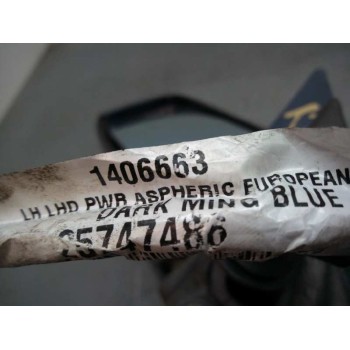 1406663
LH LHD PWR ASPHERIC EUROPEAN
DARK MING BLUE
25747486